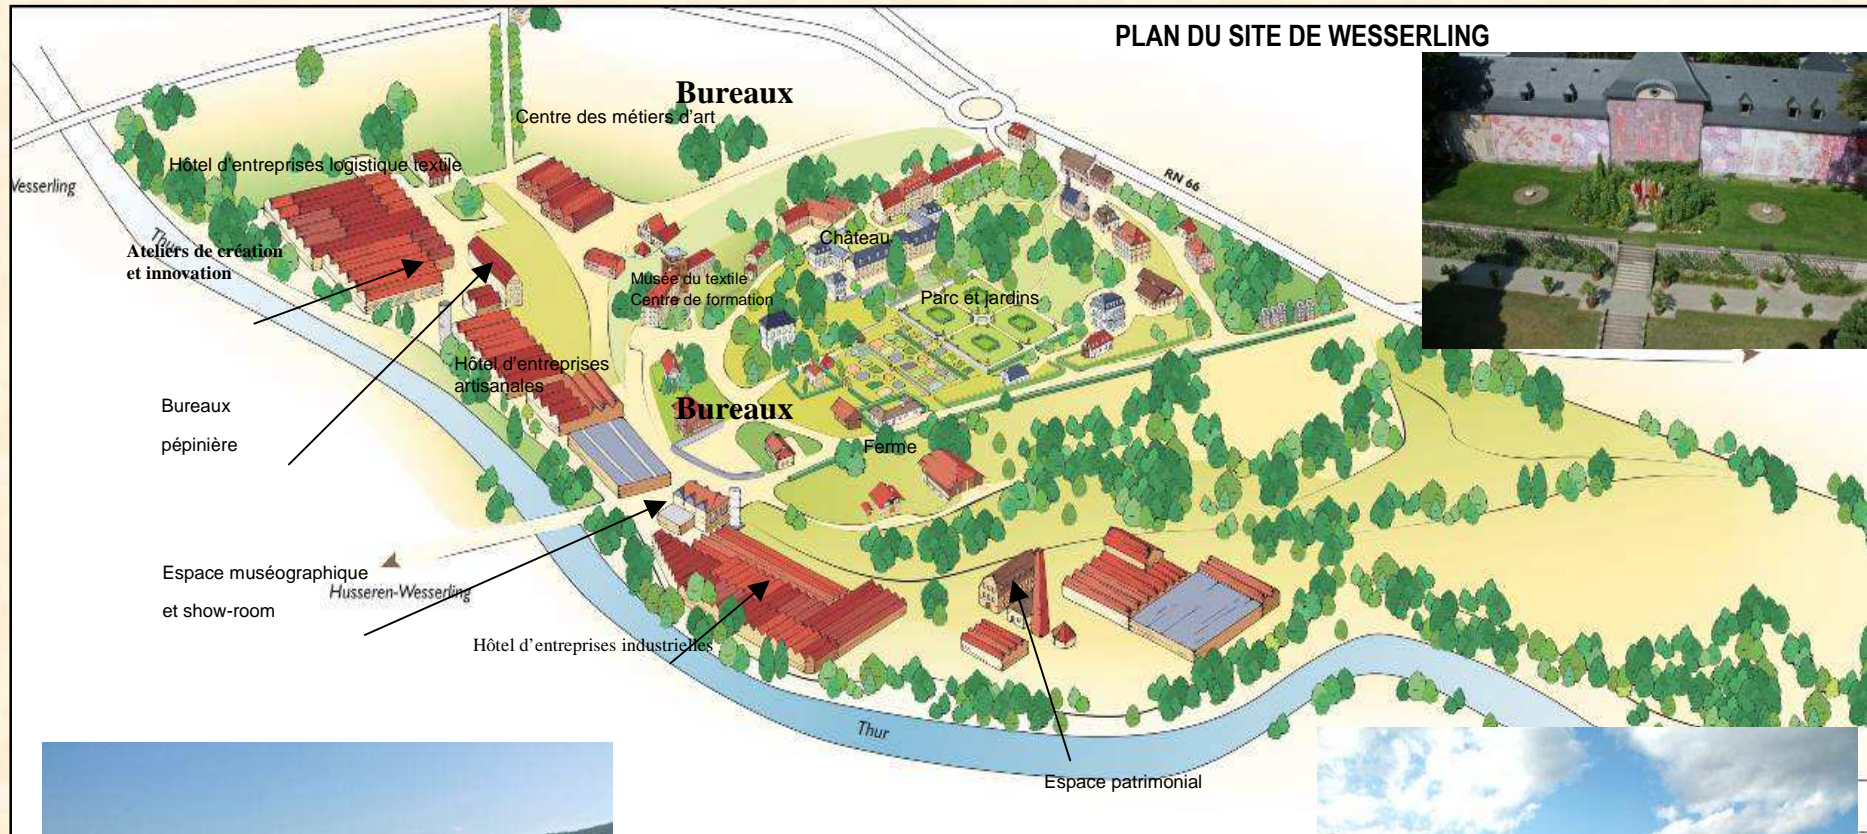 PLAN DU SITE DE WESSERLING
Bureaux
Centre des métiers d'art
Hôtel d'entreprises logistique textile
RN 66
Wesserling
Thur
Ateliers de création
et innovation
Château
Musée du textile
Centre de formation
Parc et jardins
Hôtel d'entreprises
artisanales
Bureaux
pépinière
Bureaux
Ferme
Espace muséographique
et show-room
Husseren-Wesserling
Hôtel d'entreprises industrielles
Thur
Espace patrimonial